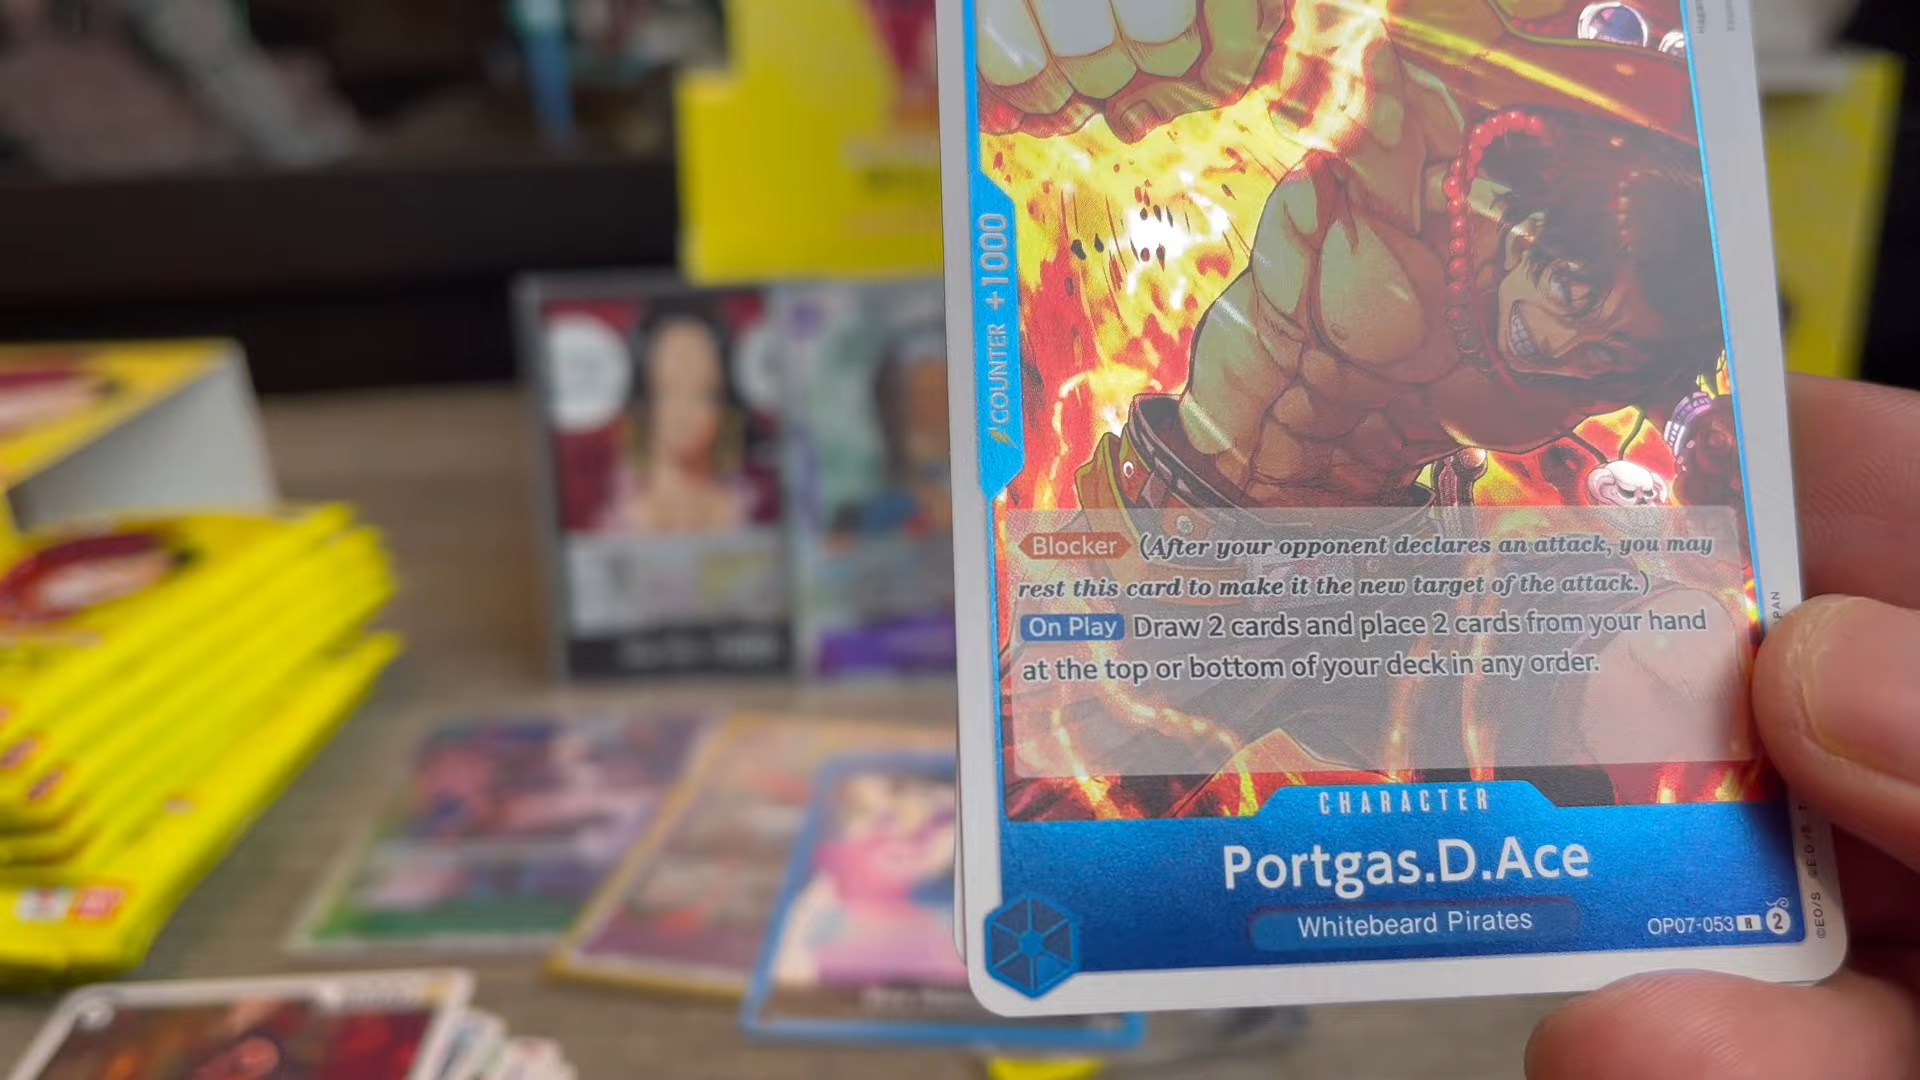 COUNTER +1000
Blocker (After your opponent declares an attack, you may
rest this card to make it the new target of the attack.)
On Play Draw 2 cards and place 2 cards from your hand
at the top or bottom of your deck in any order.
CHARACTER
Portgas.D.Ace
Whitebeard Pirates
OP07-053 R 2
©EO/S